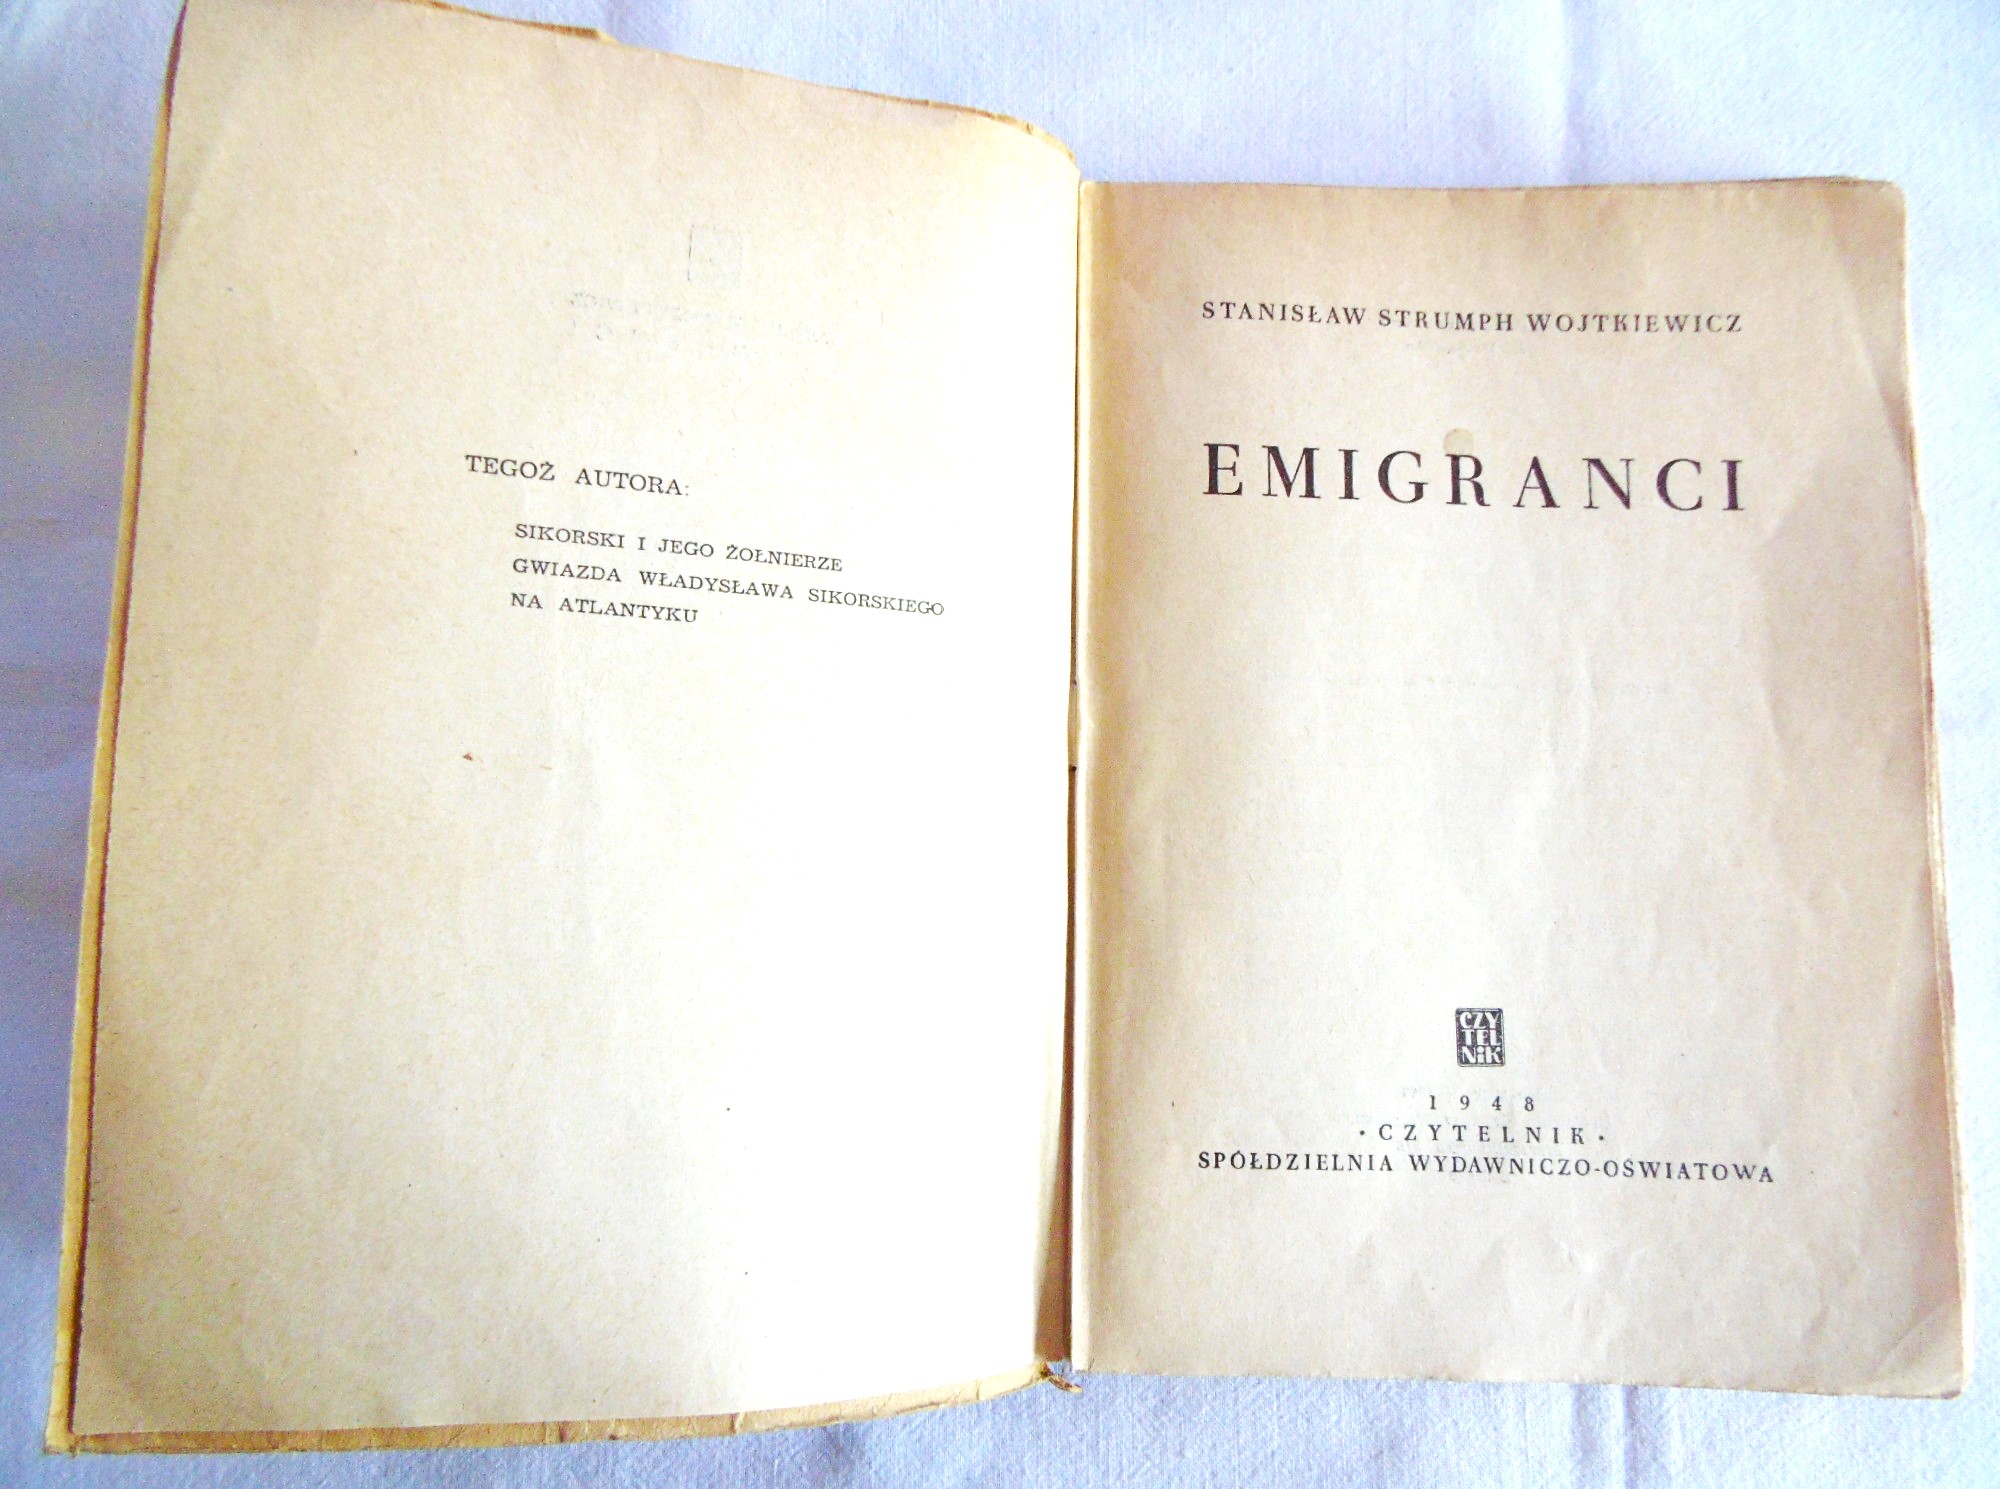 TEGOŻ AUTORA:
SIKORSKI I JEGO ŻOŁNIERZE
GWIAZDA WŁADYSŁAWA SIKORSKIEGO
NA ATLANTYKU
STANISŁAW STRUMPH WOJTKIEWICZ
EMIGRANCI
CZY
TEL
NiK
1948
·CZYTELNIK·
SPÓŁDZIELNIA WYDAWNICZO-OŚWIATOWA